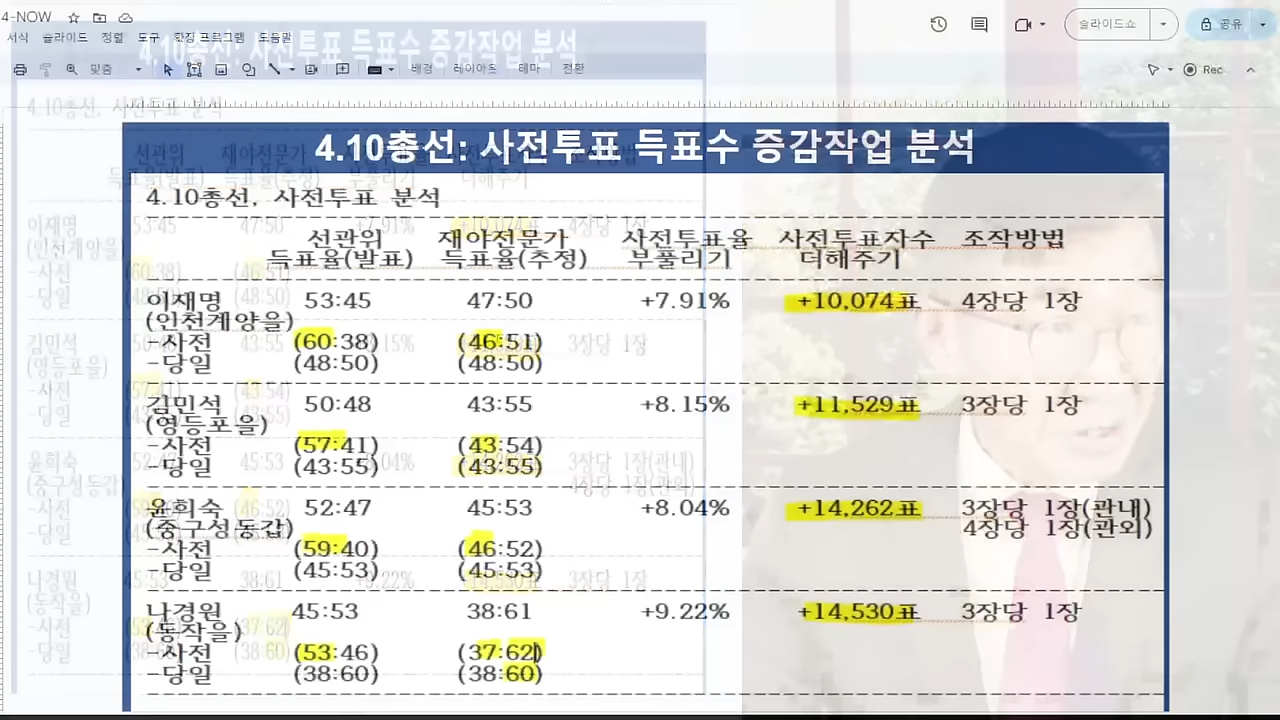 4-NOW
서식 슬라이드 정렬 도구 확장 프로그램 도움말
슬라이드쇼 공유
맞춤 배경 레이아웃 테마 전환 Rec
4.10총선: 사전투표 득표수 증감작업 분석
4.10총선, 사전투표 분석
선관위 재야전문가 사전투표율 사전투표자수 조작방법
득표율(발표) 득표율(추정) 부풀리기 더해주기
이재명 53:45 47:50 +7.91% +10,074표 4장당 1장
(인천계양을)
-사전 (60:38) (46:51)
-당일 (48:50) (48:50)
김민석 50:48 43:55 +8.15% +11,529표 3장당 1장
(영등포을)
-사전 (57:41) (43:54)
-당일 (43:55) (43:55)
윤희숙 52:47 45:53 +8.04% +14,262표 3장당 1장(관내)
(중구성동갑) 4장당 1장(관외)
-사전 (59:40) (46:52)
-당일 (45:53) (45:53)
나경원 45:53 38:61 +9.22% +14,530표 3장당 1장
(동작을)
-사전 (53:46) (37:62)
-당일 (38:60) (38:60)